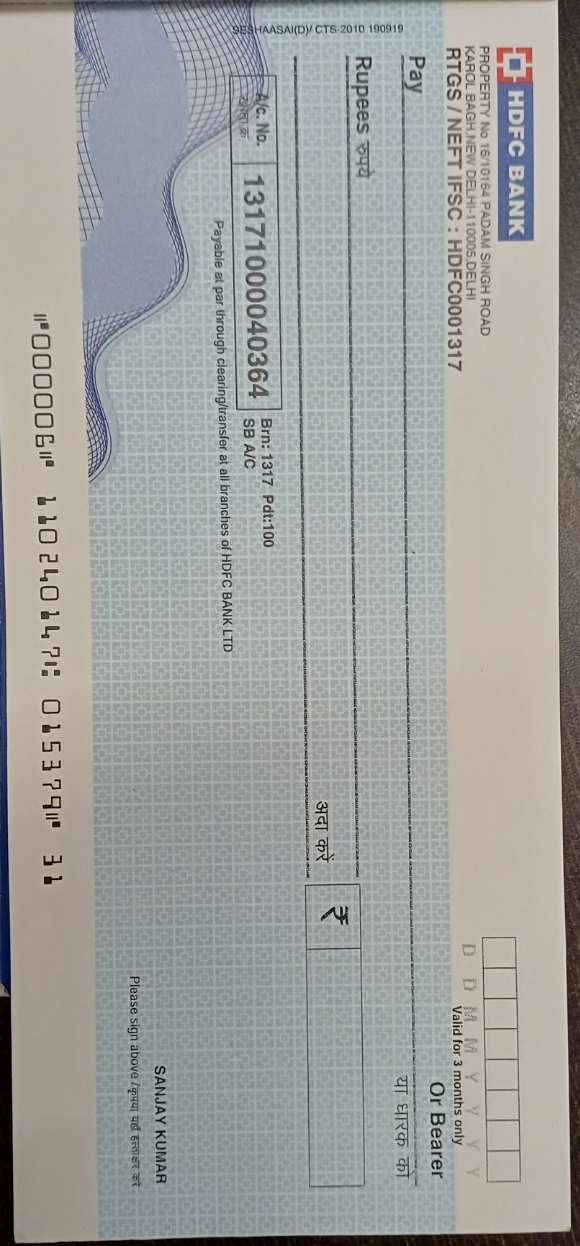 HDFC BANK
PROPERTY No 16/10164 PADAM SINGH ROAD
KAROL BAGH,NEW DELHI-110005,DELHI
RTGS / NEFT IFSC : HDFC0001317
D D M M Y Y Y Y
Valid for 3 months only
Pay
Or Bearer
या धारक को
Rupees रुपये
अदा करें
₹
A/c. No.
13171000040364
Brn: 1317 Pdt:100
SB A/C
Payable at par through clearing/transfer at all branches of HDFC BANK LTD
SESHAASAI(D)/ CTS-2010 190919
SANJAY KUMAR
Please sign above / कृपया यहाँ हस्ताक्षर करें
⑈000006⑈ 110240147⑆ 015379⑈ 31